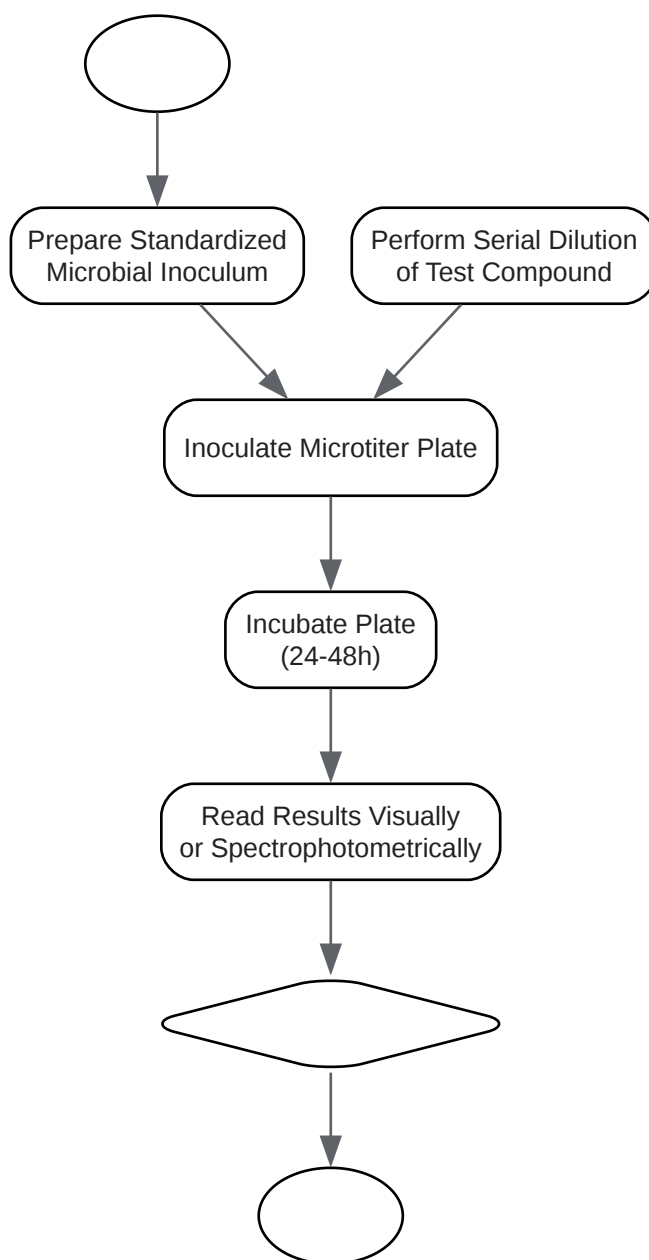 Prepare Standardized
Microbial Inoculum
Perform Serial Dilution
of Test Compound
Inoculate Microtiter Plate
Incubate Plate
(24-48h)
Read Results Visually
or Spectrophotometrically